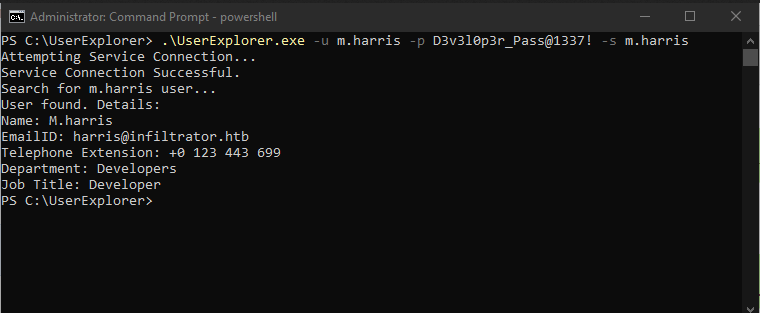 Administrator: Command Prompt - powershell
PS C:\UserExplorer> .\UserExplorer.exe -u m.harris -p D3v3l0p3r_Pass@1337! -s m.harris
Attempting Service Connection...
Service Connection Successful.
Search for m.harris user...
User found. Details:
Name: M.harris
EmailID: harris@infiltrator.htb
Telephone Extension: +0 123 443 699
Department: Developers
Job Title: Developer
PS C:\UserExplorer>